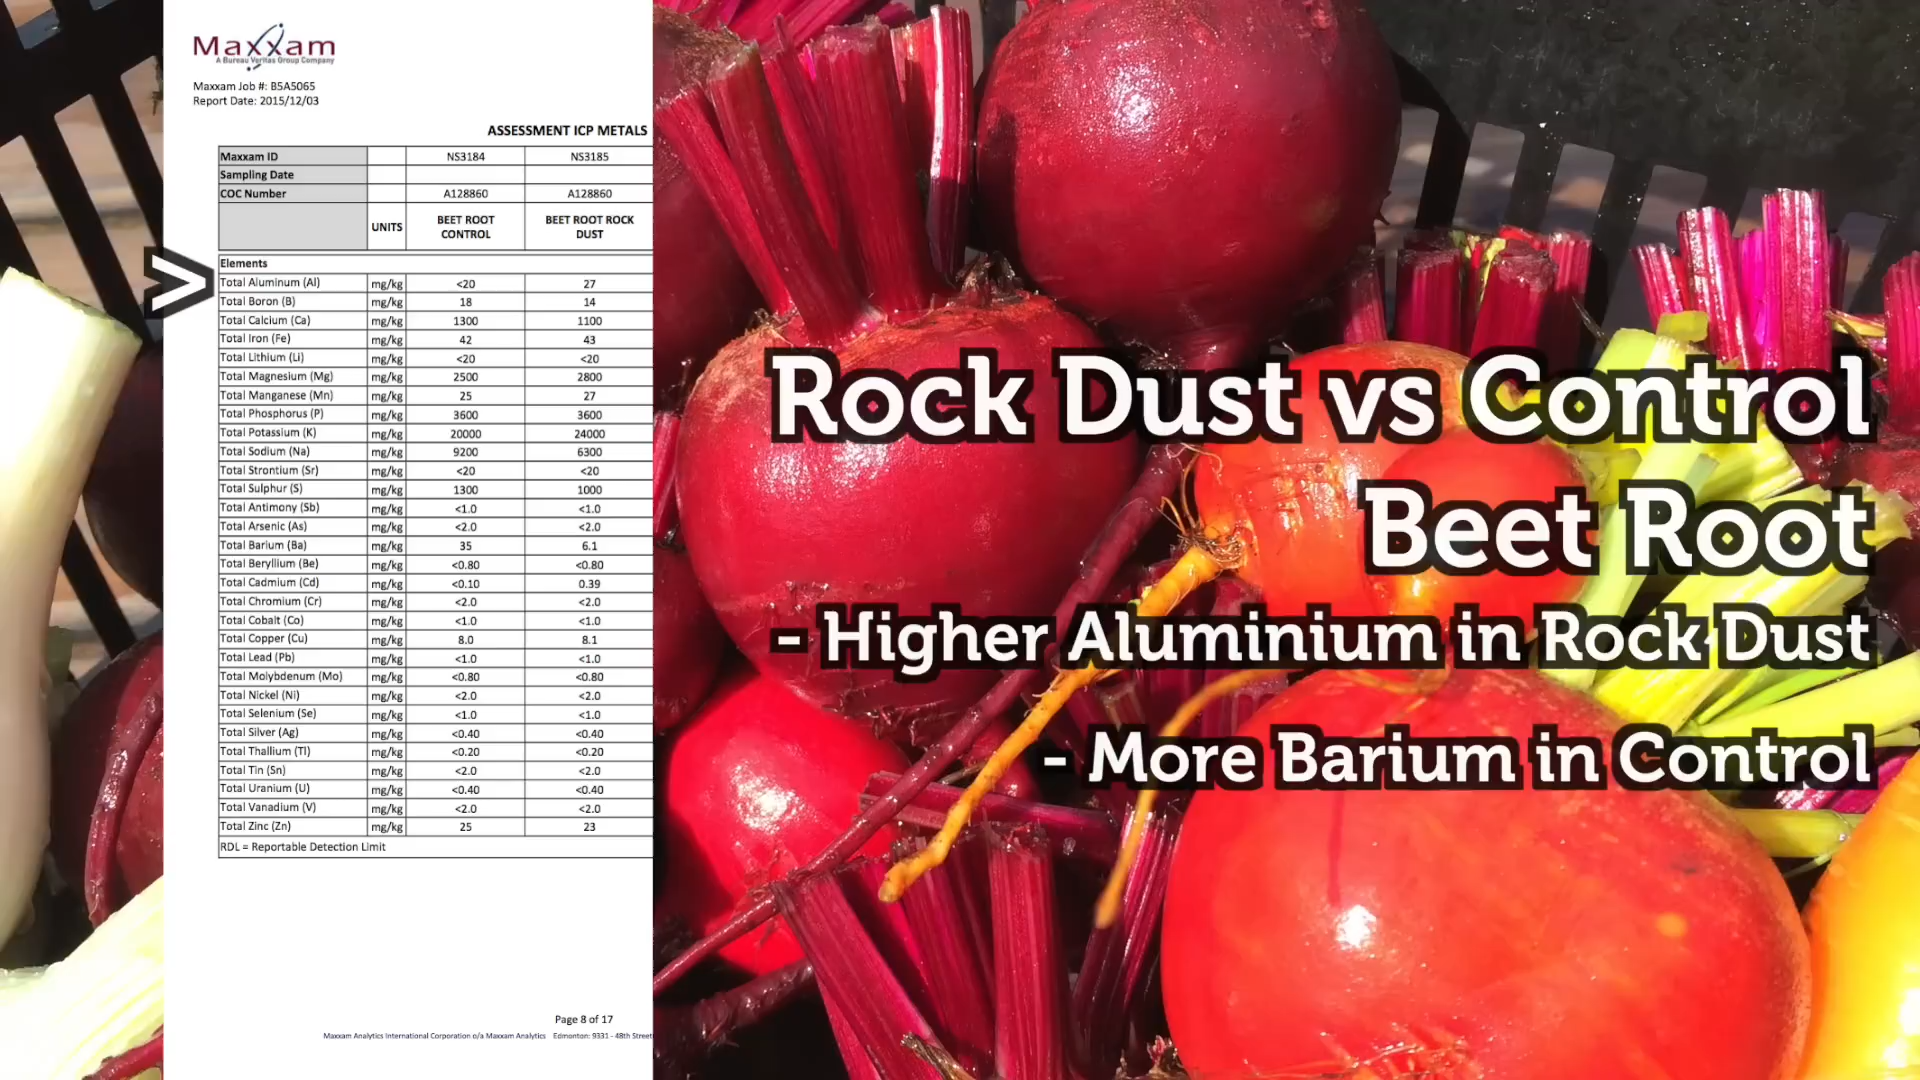 Maxxam
A Bureau Veritas Group Company
Maxxam Job #: B5A5065
Report Date: 2015/12/03
ASSESSMENT ICP METALS
Maxxam ID NS3184 NS3185
Sampling Date
COC Number A128860 A128860
UNITS BEET ROOT CONTROL BEET ROOT ROCK DUST
Elements
>
Total Aluminum (Al) mg/kg <20 27
Total Boron (B) mg/kg 18 14
Total Calcium (Ca) mg/kg 1300 1100
Total Iron (Fe) mg/kg 42 43
Total Lithium (Li) mg/kg <20 <20
Total Magnesium (Mg) mg/kg 2500 2800
Total Manganese (Mn) mg/kg 25 27
Total Phosphorus (P) mg/kg 3600 3600
Total Potassium (K) mg/kg 20000 24000
Total Sodium (Na) mg/kg 9200 6300
Total Strontium (Sr) mg/kg <20 <20
Total Sulphur (S) mg/kg 1300 1000
Total Antimony (Sb) mg/kg <1.0 <1.0
Total Arsenic (As) mg/kg <2.0 <2.0
Total Barium (Ba) mg/kg 35 6.1
Total Beryllium (Be) mg/kg <0.80 <0.80
Total Cadmium (Cd) mg/kg <0.10 0.39
Total Chromium (Cr) mg/kg <2.0 <2.0
Total Cobalt (Co) mg/kg <1.0 <1.0
Total Copper (Cu) mg/kg 8.0 8.1
Total Lead (Pb) mg/kg <1.0 <1.0
Total Molybdenum (Mo) mg/kg <0.80 <0.80
Total Nickel (Ni) mg/kg <2.0 <2.0
Total Selenium (Se) mg/kg <1.0 <1.0
Total Silver (Ag) mg/kg <0.40 <0.40
Total Thallium (Tl) mg/kg <0.20 <0.20
Total Tin (Sn) mg/kg <2.0 <2.0
Total Uranium (U) mg/kg <0.40 <0.40
Total Vanadium (V) mg/kg <2.0 <2.0
Total Zinc (Zn) mg/kg 25 23
RDL = Reportable Detection Limit
Page 8 of 17
Maxxam Analytics International Corporation o/a Maxxam Analytics Edmonton: 9331 - 48th Street
Rock Dust vs Control
Beet Root
- Higher Aluminium in Rock Dust
- More Barium in Control